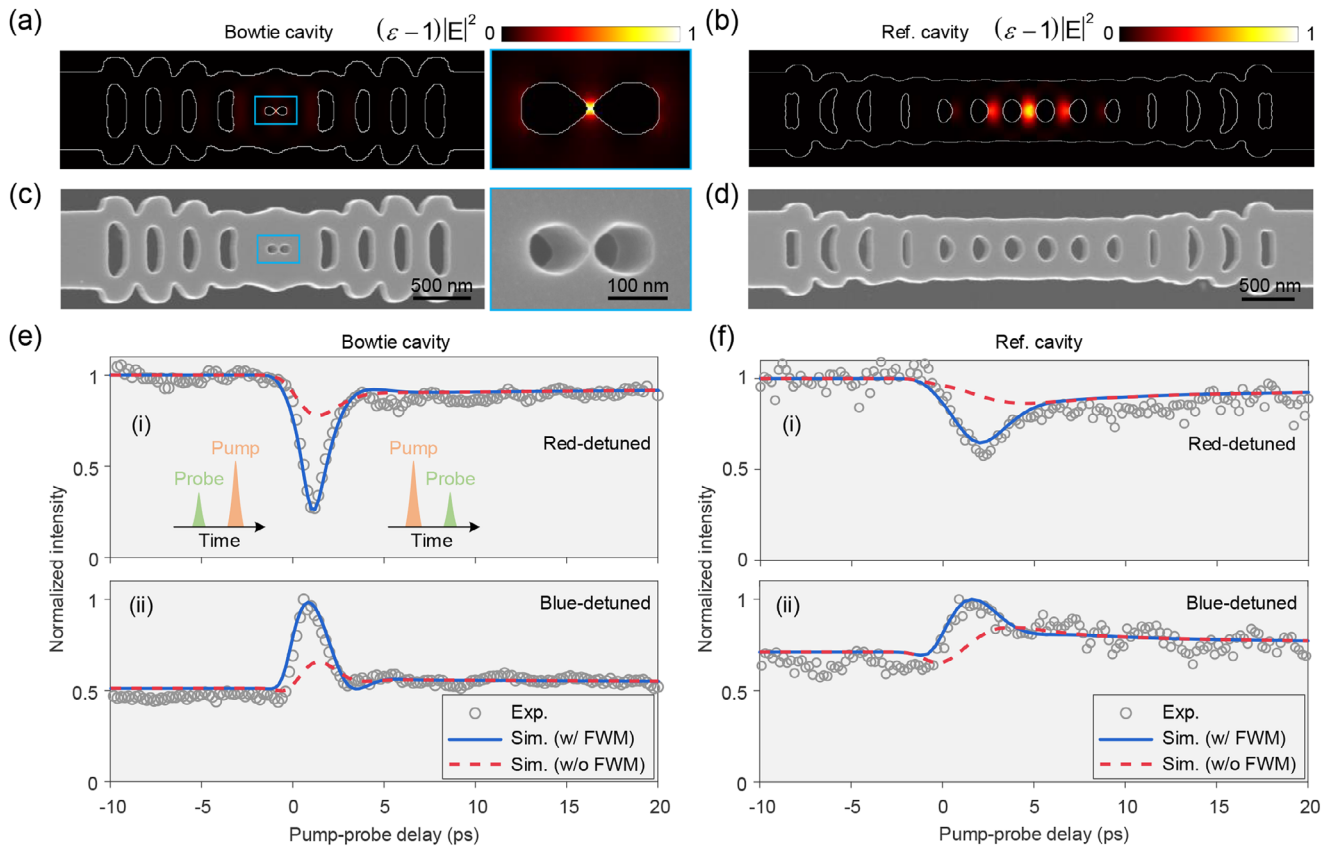 (a)
Bowtie cavity (ε − 1)|E|² 0 1
(b)
Ref. cavity (ε − 1)|E|² 0 1
(c)
500 nm
100 nm
(d)
500 nm
(e)
Bowtie cavity
Normalized intensity
1
0.5
0
(i)
Red-detuned
Probe
Pump
Time
Pump
Probe
Time
1
0.5
0
(ii)
Blue-detuned
Exp.
Sim. (w/ FWM)
Sim. (w/o FWM)
-10 -5 0 5 10 15 20
Pump-probe delay (ps)
(f)
Ref. cavity
Normalized intensity
1
0.5
0
(i)
Red-detuned
1
0.5
0
(ii)
Blue-detuned
Exp.
Sim. (w/ FWM)
Sim. (w/o FWM)
-10 -5 0 5 10 15 20
Pump-probe delay (ps)